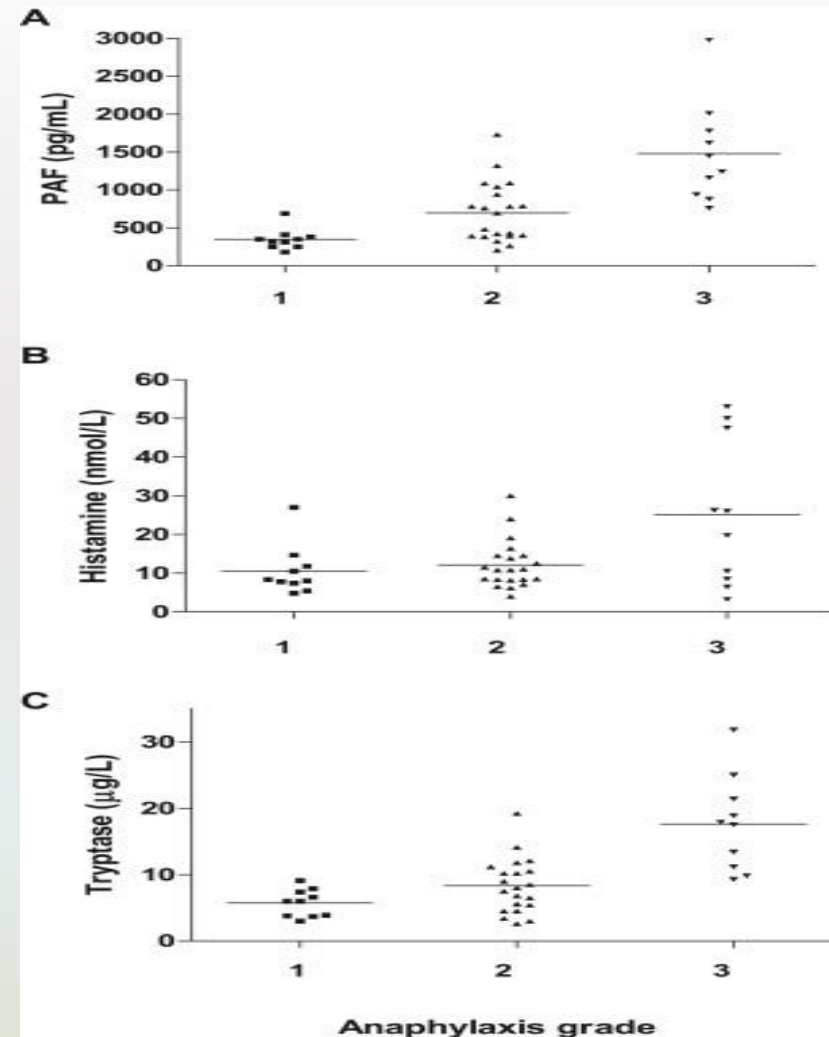 A
PAF (pg/mL)
3000
2500
2000
1500
1000
500
0
1 2 3
B
Histamine (nmol/L)
60
50
40
30
20
10
0
1 2 3
C
Tryptase (μg/L)
30
20
10
0
1 2 3
Anaphylaxis grade